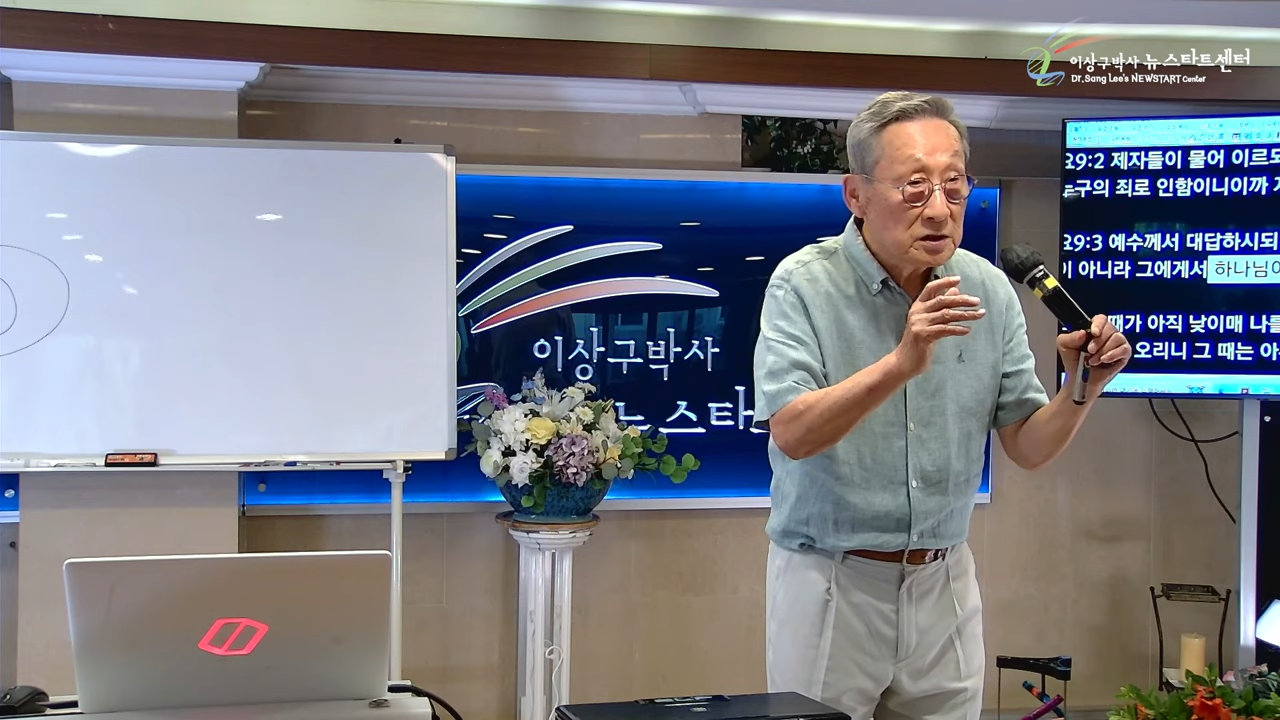 이상구박사 뉴스타트센터
Dr. Sang Lee's NEWSTART Center
29:2 제자들이 물어 이르되
구의 죄로 인함이니이까
29:3 예수께서 대답하시되
아니라 그에게서 하나님이
때가 아직 낮이매 나를
오리니 그 때는
이상구박사
뉴스타트